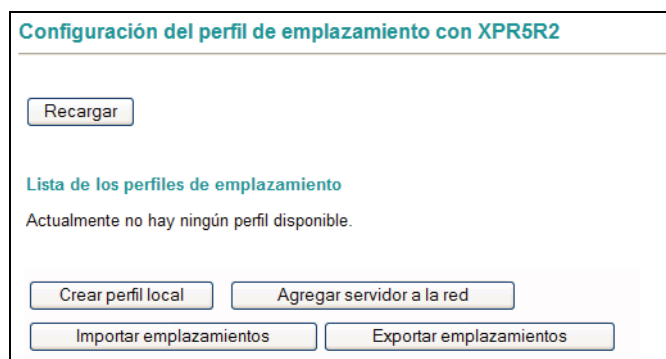 Configuración del perfil de emplazamiento con XPR5R2
Recargar
Lista de los perfiles de emplazamiento
Actualmente no hay ningún perfil disponible.
Crear perfil local
Agregar servidor a la red
Importar emplazamientos
Exportar emplazamientos